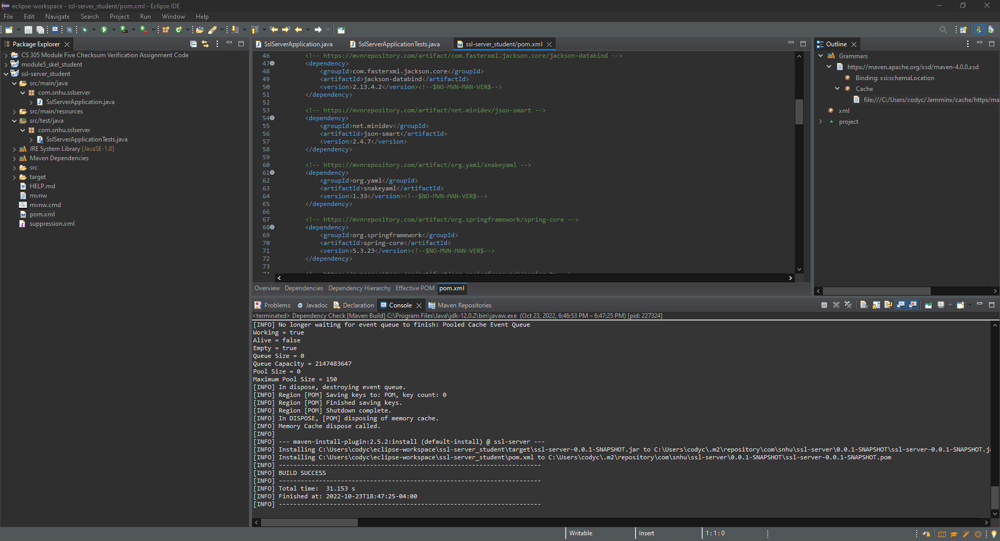 eclipse-workspace - ssl-server_student/pom.xml - Eclipse IDE
File Edit Navigate Search Project Run Window Help
Package Explorer
CS 305 Module Five Checksum Verification Assignment Code
module5_skel_student
ssl-server_student
src/main/java
com.snhu.sslserver
SslServerApplication.java
src/main/resources
src/test/java
com.snhu.sslserver
SslServerApplicationTests.java
JRE System Library [JavaSE-1.8]
Maven Dependencies
src
target
HELP.md
mvnw
mvnw.cmd
pom.xml
suppression.xml
SslServerApplication.java SslServerApplicationTests.java ssl-server_student/pom.xml
46 <!-- https://mvnrepository.com/artifact/com.fasterxml.jackson.core/jackson-databind -->
47 <dependency>
48 <groupId>com.fasterxml.jackson.core</groupId>
49 <artifactId>jackson-databind</artifactId>
50 <version>2.13.4.2</version><!--$NO-MVN-MAN-VER$-->
51 </dependency>
52
53 <!-- https://mvnrepository.com/artifact/net.minidev/json-smart -->
54 <dependency>
55 <groupId>net.minidev</groupId>
56 <artifactId>json-smart</artifactId>
57 <version>2.4.7</version>
58 </dependency>
59
60 <!-- https://mvnrepository.com/artifact/org.yaml/snakeyaml -->
61 <dependency>
62 <groupId>org.yaml</groupId>
63 <artifactId>snakeyaml</artifactId>
64 <version>1.33</version><!--$NO-MVN-MAN-VER$-->
65 </dependency>
66
67 <!-- https://mvnrepository.com/artifact/org.springframework/spring-core -->
68 <dependency>
69 <groupId>org.springframework</groupId>
70 <artifactId>spring-core</artifactId>
71 <version>5.3.23</version><!--$NO-MVN-MAN-VER$-->
72 </dependency>
73
Overview Dependencies Dependency Hierarchy Effective POM pom.xml
Outline
Grammars
https://maven.apache.org/xsd/maven-4.0.0.xsd
Binding: xsi:schemaLocation
Cache
file:///C:/Users/codyc/.lemminx/cache/https/ma
xml
project
Problems Javadoc Declaration Console Maven Repositories
<terminated> Dependency Check [Maven Build] C:\Program Files\Java\jdk-12.0.2\bin\javaw.exe (Oct 23, 2022, 6:46:53 PM – 6:47:25 PM) [pid: 227324]
[INFO] No longer waiting for event queue to finish: Pooled Cache Event Queue
Working = true
Alive = false
Empty = true
Queue Size = 0
Queue Capacity = 2147483647
Pool Size = 0
Maximum Pool Size = 150
[INFO] In dispose, destroying event queue.
[INFO] Region [POM] Saving keys to: POM, key count: 0
[INFO] Region [POM] Finished saving keys.
[INFO] Region [POM] Shutdown complete.
[INFO] In DISPOSE, [POM] disposing of memory cache.
[INFO] Memory Cache dispose called.
[INFO]
[INFO] --- maven-install-plugin:2.5.2:install (default-install) @ ssl-server ---
[INFO] Installing C:\Users\codyc\eclipse-workspace\ssl-server_student\target\ssl-server-0.0.1-SNAPSHOT.jar to C:\Users\codyc\.m2\repository\com\snhu\ssl-server\0.0.1-SNAPSHOT\ssl-server-0.0.1-SNAPSHOT.ja
[INFO] Installing C:\Users\codyc\eclipse-workspace\ssl-server_student\pom.xml to C:\Users\codyc\.m2\repository\com\snhu\ssl-server\0.0.1-SNAPSHOT\ssl-server-0.0.1-SNAPSHOT.pom
[INFO] ------------------------------------------------------------------------
[INFO] BUILD SUCCESS
[INFO] ------------------------------------------------------------------------
[INFO] Total time:  31.153 s
[INFO] Finished at: 2022-10-23T18:47:25-04:00
[INFO] ------------------------------------------------------------------------
Writable Insert 1 : 1 : 0